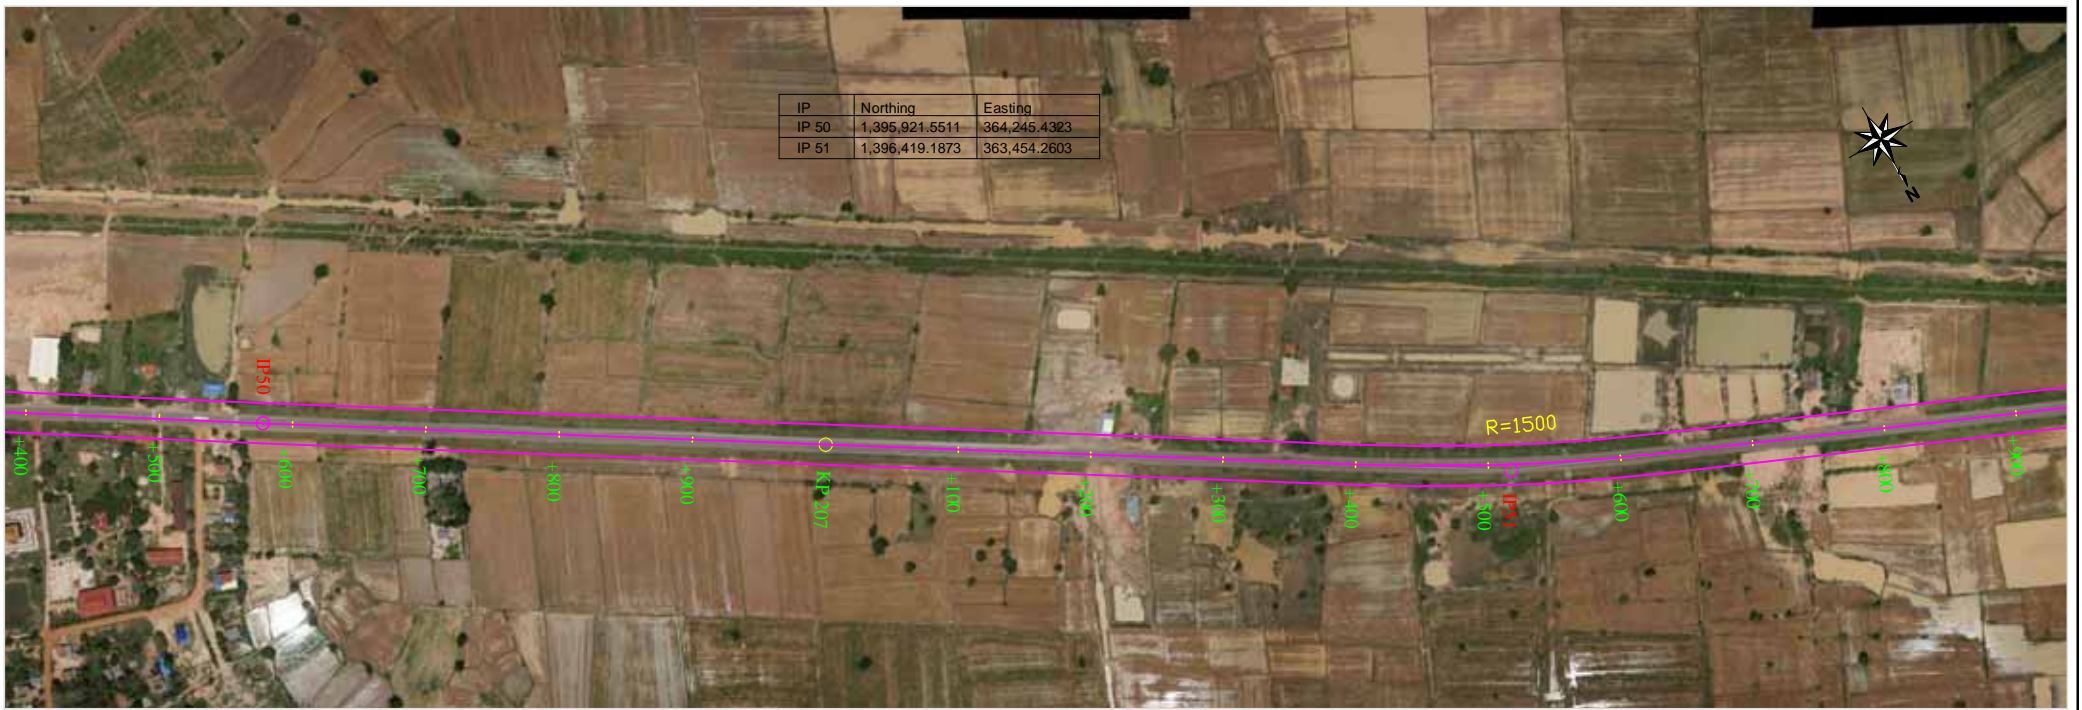 IP Northing Easting
IP 50 1,395,921.5511 364,245.4323
IP 51 1,396,419.1873 363,454.2603
N
IP50
R=1500
+400
+500
+600
+700
+800
+900
KP 207
+100
+200
+300
+400
+500
IP51
+600
+700
+800
+900